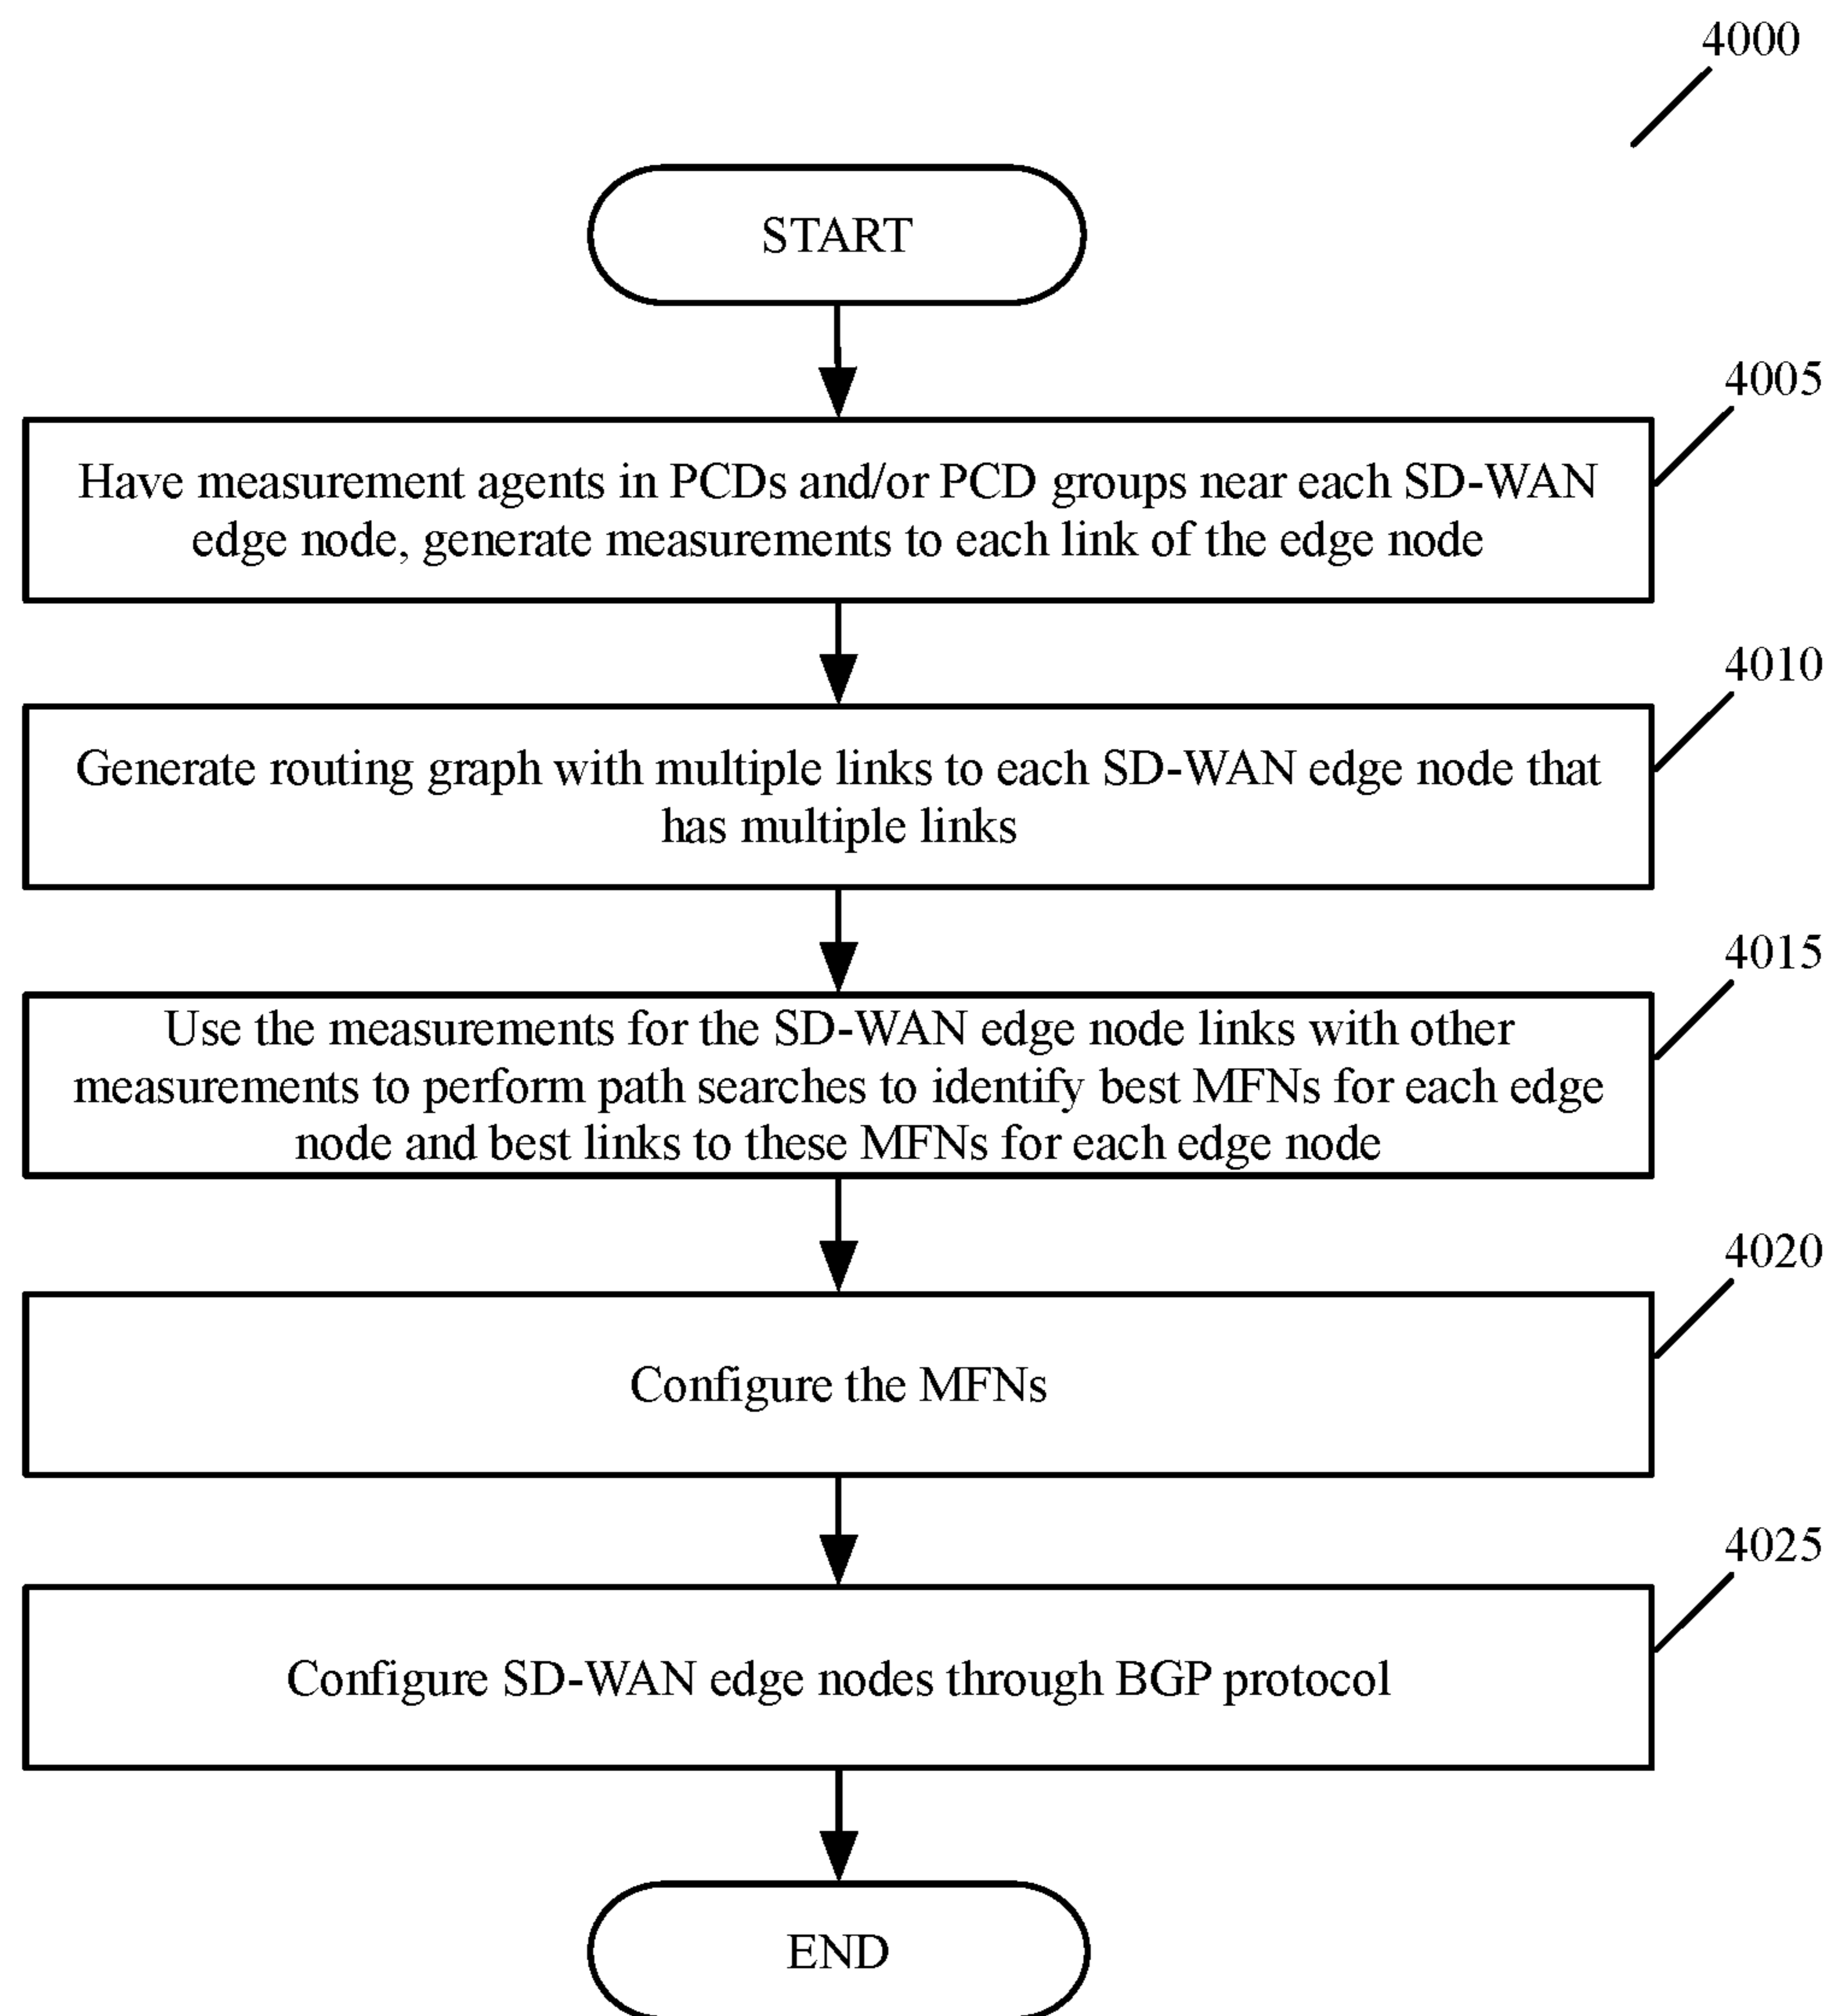 4000
START
4005
Have measurement agents in PCDs and/or PCD groups near each SD-WAN
edge node, generate measurements to each link of the edge node
4010
Generate routing graph with multiple links to each SD-WAN edge node that
has multiple links
4015
Use the measurements for the SD-WAN edge node links with other
measurements to perform path searches to identify best MFNs for each edge
node and best links to these MFNs for each edge node
4020
Configure the MFNs
4025
Configure SD-WAN edge nodes through BGP protocol
END